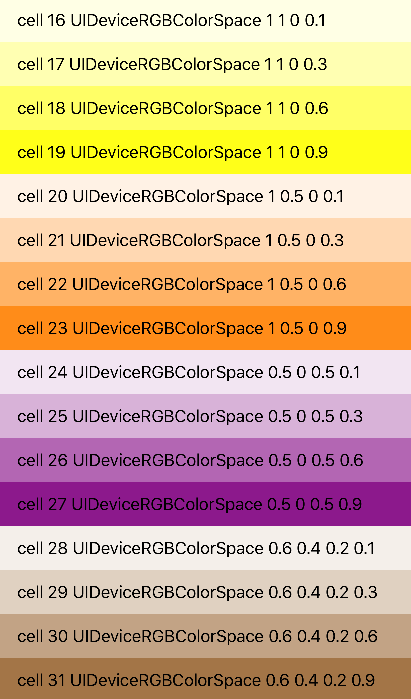 cell 16 UIDeviceRGBColorSpace 1 1 0 0.1
cell 17 UIDeviceRGBColorSpace 1 1 0 0.3
cell 18 UIDeviceRGBColorSpace 1 1 0 0.6
cell 19 UIDeviceRGBColorSpace 1 1 0 0.9
cell 20 UIDeviceRGBColorSpace 1 0.5 0 0.1
cell 21 UIDeviceRGBColorSpace 1 0.5 0 0.3
cell 22 UIDeviceRGBColorSpace 1 0.5 0 0.6
cell 23 UIDeviceRGBColorSpace 1 0.5 0 0.9
cell 24 UIDeviceRGBColorSpace 0.5 0 0.5 0.1
cell 25 UIDeviceRGBColorSpace 0.5 0 0.5 0.3
cell 26 UIDeviceRGBColorSpace 0.5 0 0.5 0.6
cell 27 UIDeviceRGBColorSpace 0.5 0 0.5 0.9
cell 28 UIDeviceRGBColorSpace 0.6 0.4 0.2 0.1
cell 29 UIDeviceRGBColorSpace 0.6 0.4 0.2 0.3
cell 30 UIDeviceRGBColorSpace 0.6 0.4 0.2 0.6
cell 31 UIDeviceRGBColorSpace 0.6 0.4 0.2 0.9